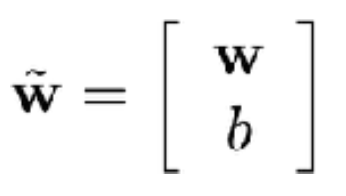 w̃ = [ w
b ]